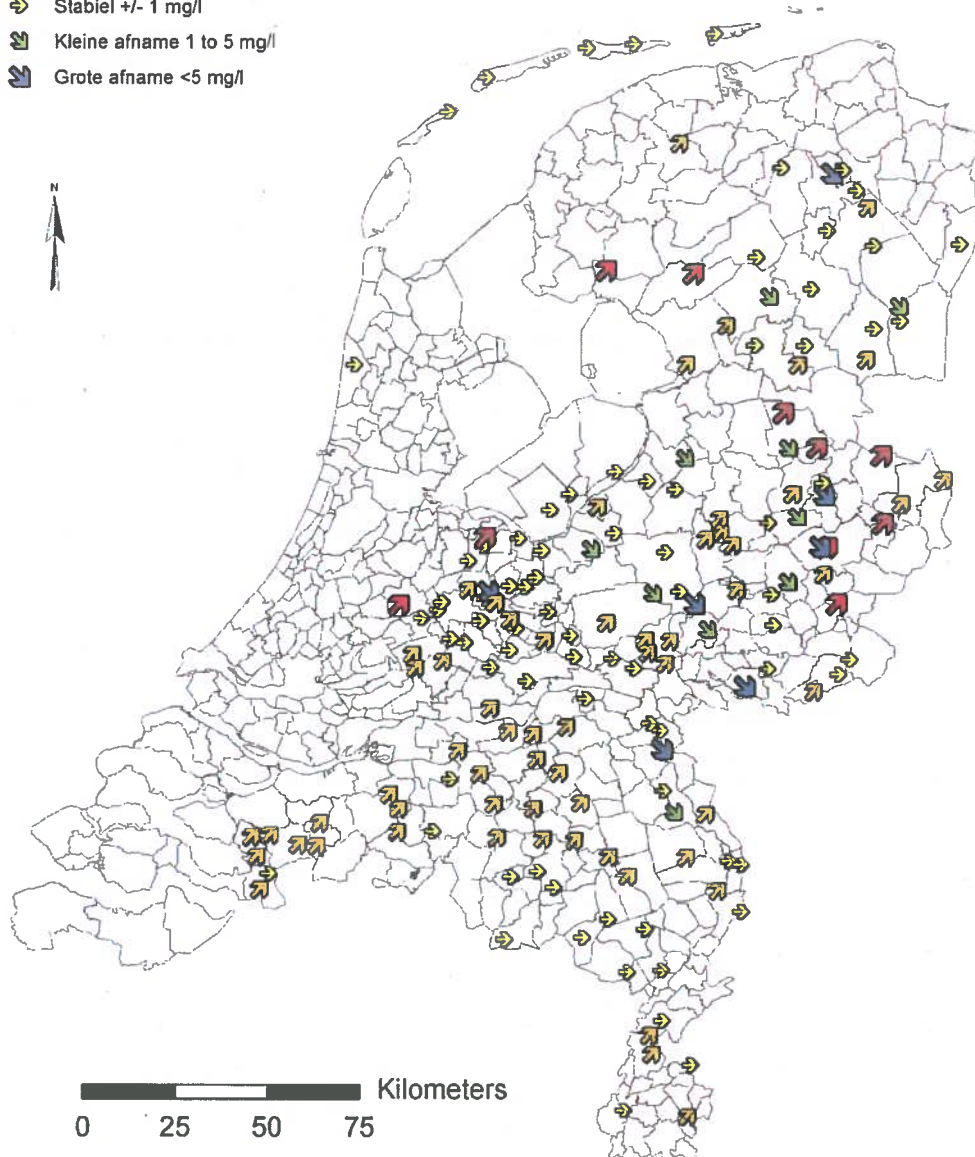 Stabiel +/- 1 mg/l
Kleine afname 1 to 5 mg/l
Grote afname <5 mg/l
N
Kilometers
0 25 50 75